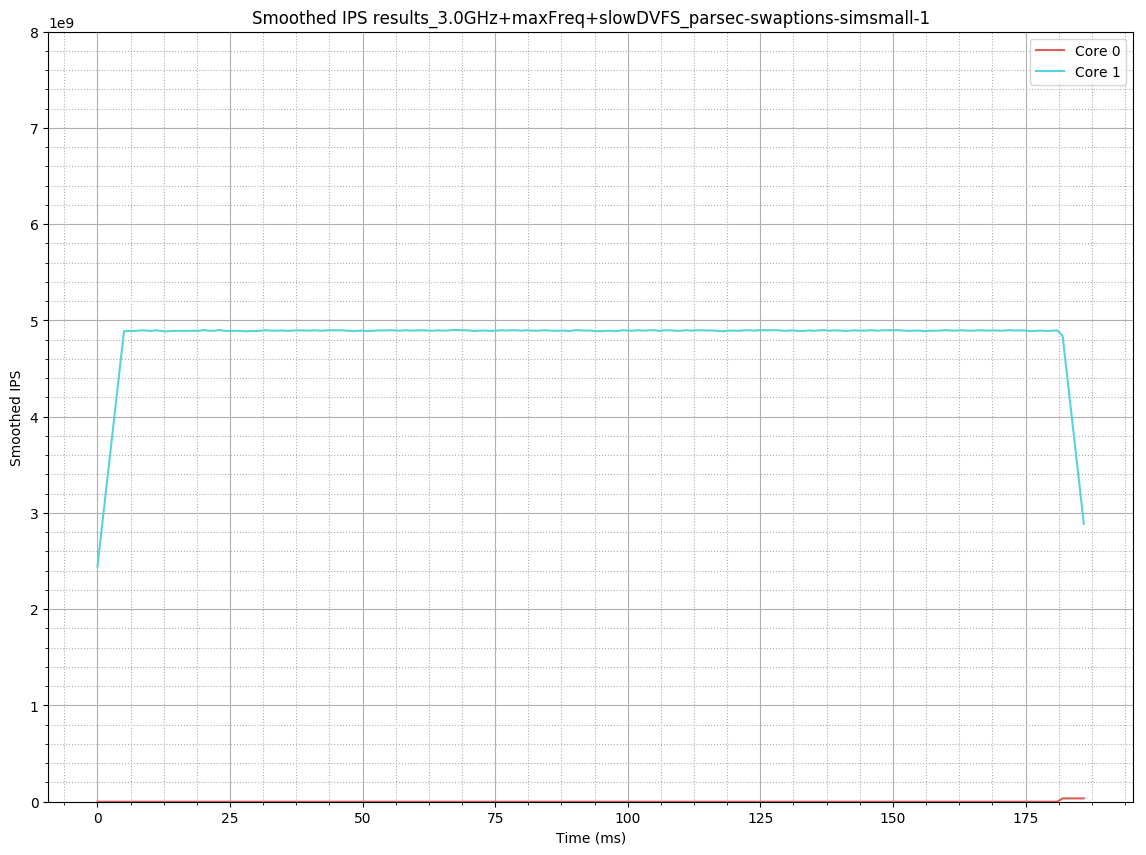 Smoothed IPS results_3.0GHz+maxFreq+slowDVFS_parsec-swaptions-simsmall-1
1e9
Core 0
Core 1
8
7
6
5
4
3
2
1
0
Smoothed IPS
0 25 50 75 100 125 150 175
Time (ms)